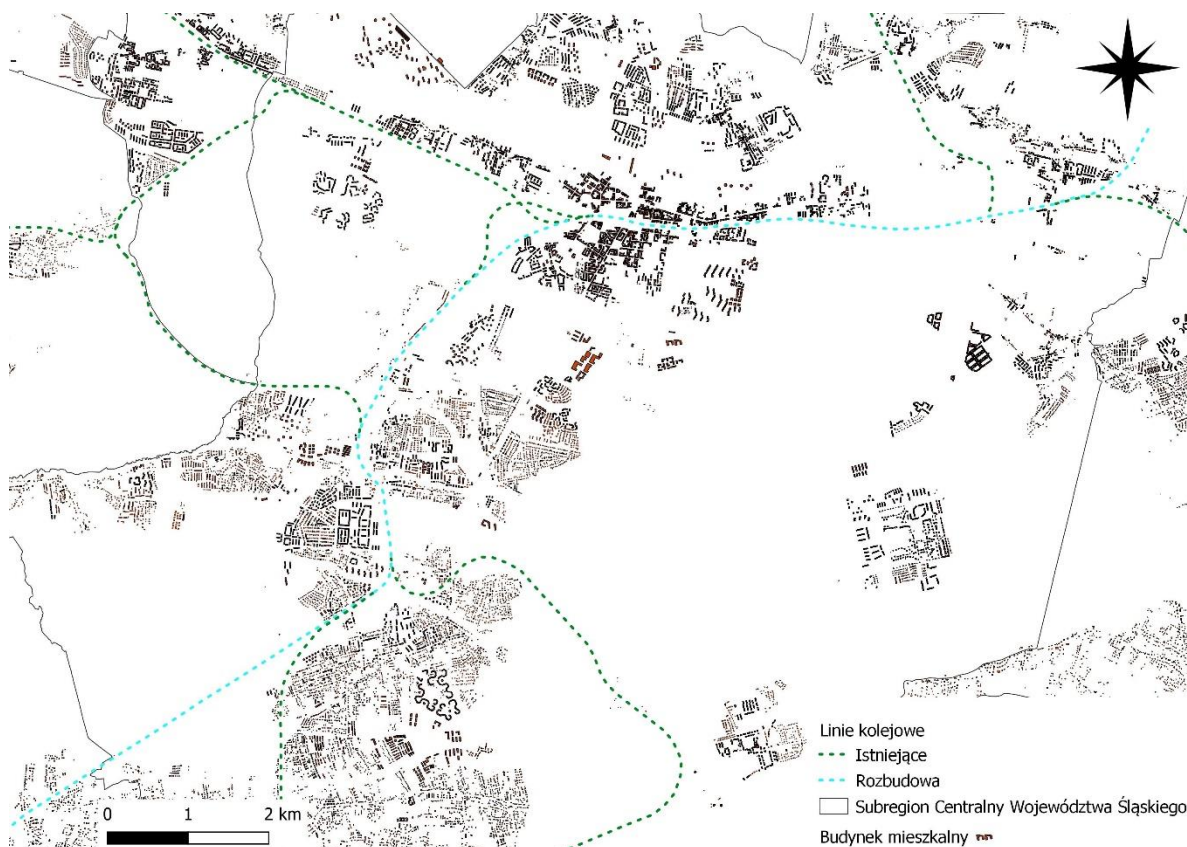 Linie kolejowe
Istniejące
Rozbudowa
Subregion Centralny Województwa Śląskiego
Budynek mieszkalny
0 1 2 km